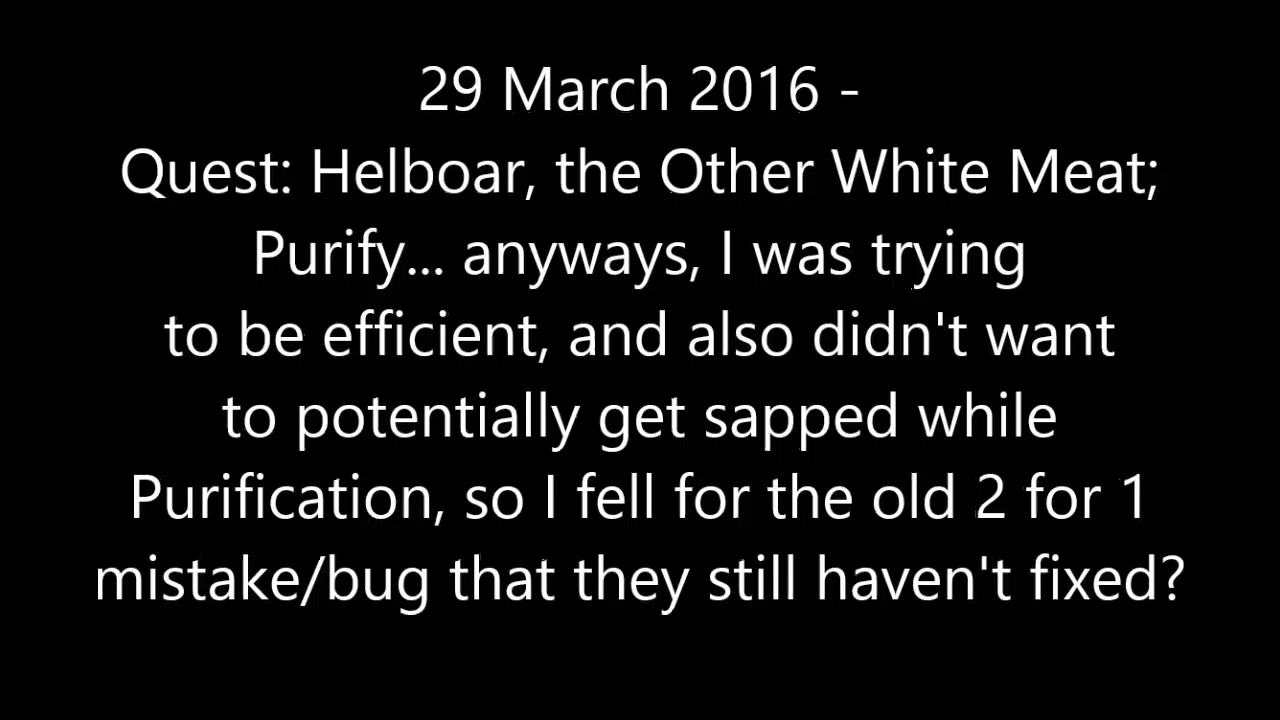 29 March 2016 -
Quest: Helboar, the Other White Meat;
Purify... anyways, I was trying
to be efficient, and also didn't want
to potentially get sapped while
Purification, so I fell for the old 2 for 1
mistake/bug that they still haven't fixed?